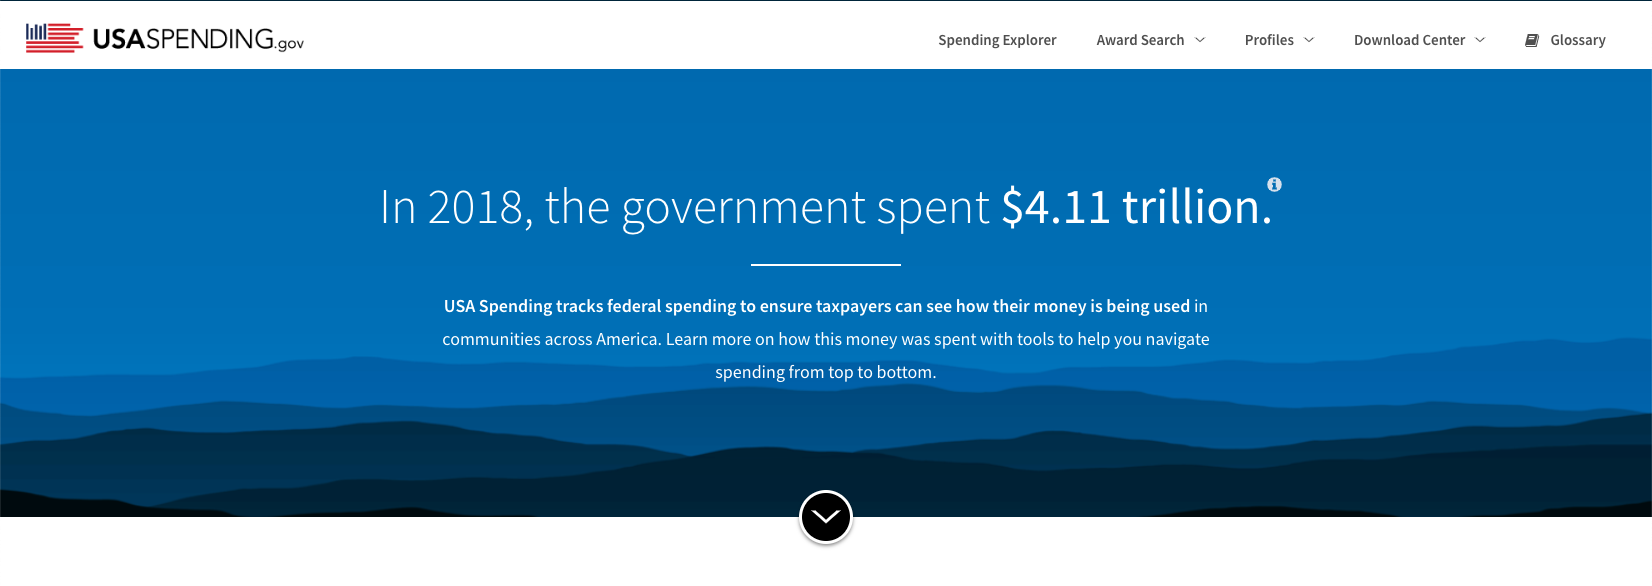 USASPENDING.gov
Spending Explorer
Award Search
Profiles
Download Center
Glossary
In 2018, the government spent $4.11 trillion.
USA Spending tracks federal spending to ensure taxpayers can see how their money is being used in
communities across America. Learn more on how this money was spent with tools to help you navigate
spending from top to bottom.